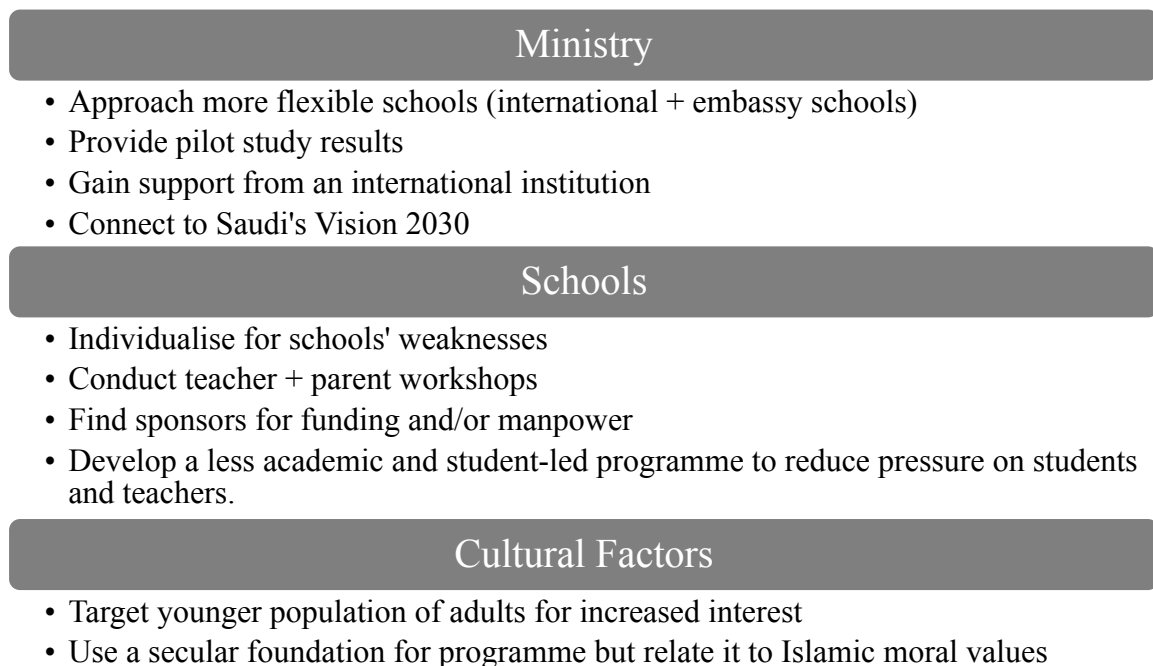 Ministry
• Approach more flexible schools (international + embassy schools)
• Provide pilot study results
• Gain support from an international institution
• Connect to Saudi's Vision 2030
Schools
• Individualise for schools' weaknesses
• Conduct teacher + parent workshops
• Find sponsors for funding and/or manpower
• Develop a less academic and student-led programme to reduce pressure on students
and teachers.
Cultural Factors
• Target younger population of adults for increased interest
• Use a secular foundation for programme but relate it to Islamic moral values